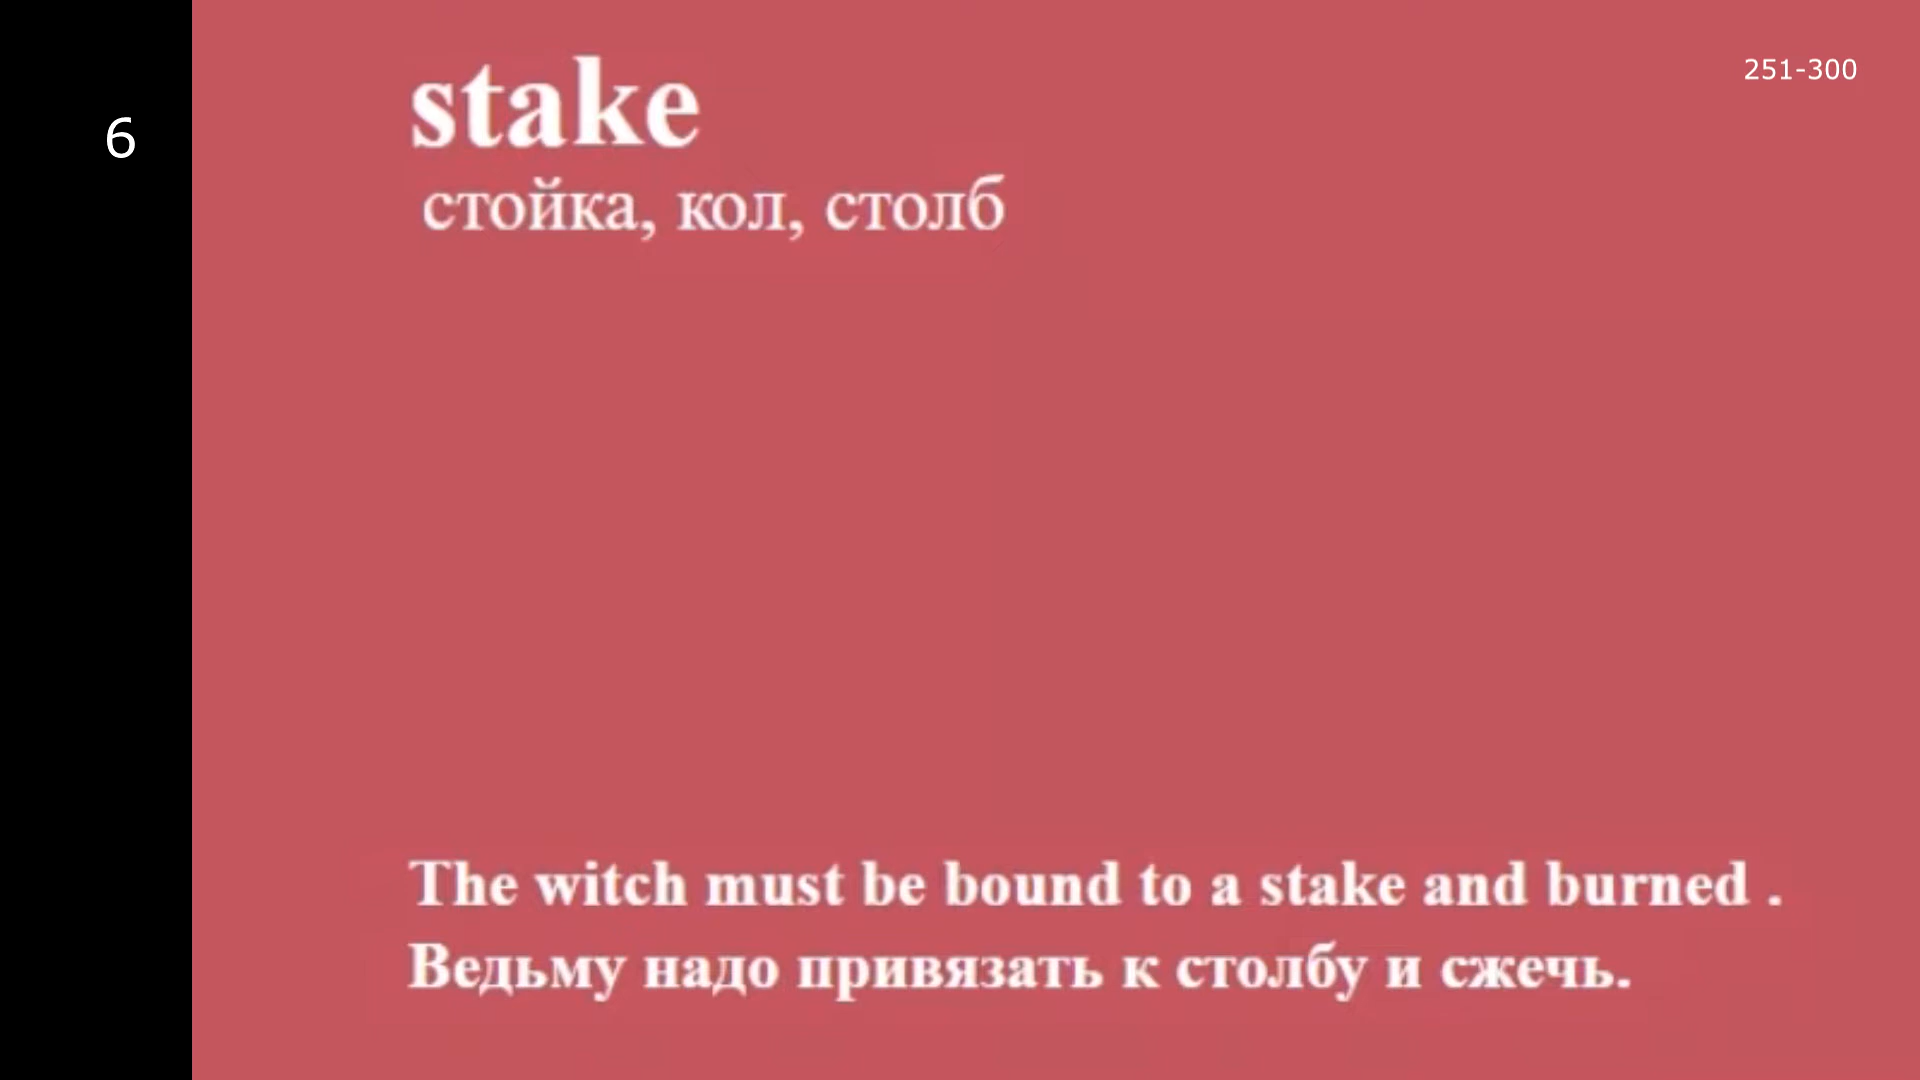 6
251-300
stake
стойка, кол, столб
The witch must be bound to a stake and burned .
Ведьму надо привязать к столбу и сжечь.